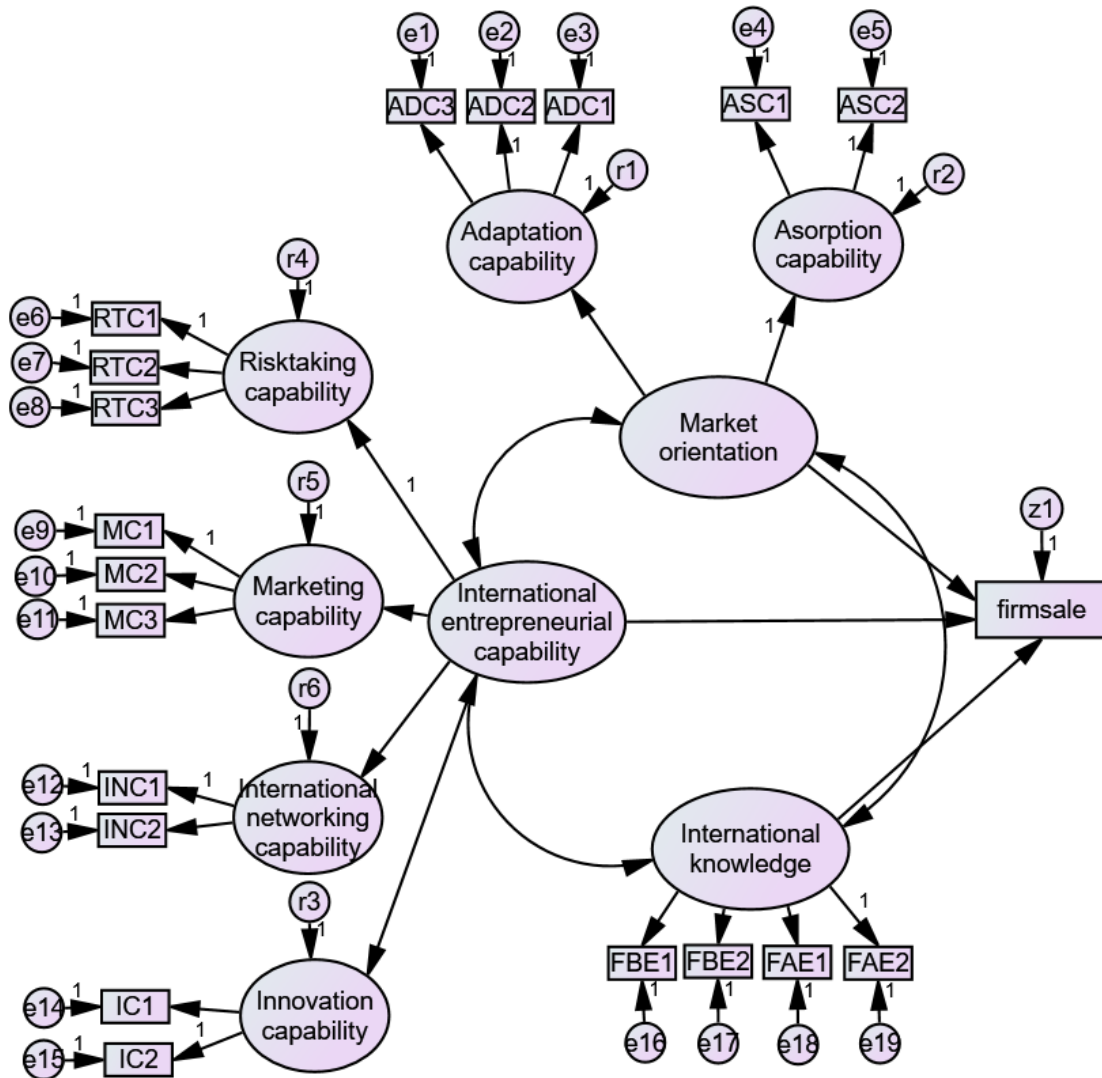 e1 e2 e3 e4 e5
1 1 1 1 1
ADC3 ADC2 ADC1 ASC1 ASC2
1 1
r1 r2
1 1
Adaptation
capability
Asorption
capability
r4
1
e6 1 RTC1 1
e7 1 RTC2
e8 1 RTC3
Risktaking
capability
1
Market
orientation
1
r5
1
z1
1
e9 1 MC1 1
e10 1 MC2
e11 1 MC3
Marketing
capability
International
entrepreneurial
capability
firmsale
r6
1
e12 1 INC1 1
e13 1 INC2
International
networking
capability
International
knowledge
1
r3
1
FBE1 FBE2 FAE1 FAE2
1 1 1 1
e16 e17 e18 e19
e14 1 IC1
e15 1 IC2 1
Innovation
capability